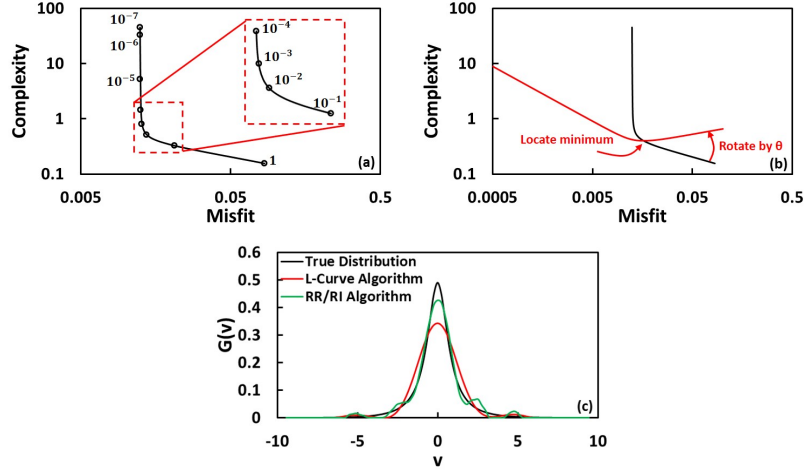 100
10
1
0.1
Complexity
10⁻⁷
10⁻⁶
10⁻⁵
10⁻⁴
10⁻³
10⁻²
10⁻¹
1
(a)
0.005
0.05
0.5
Misfit
100
10
1
0.1
Complexity
Locate minimum
Rotate by θ
(b)
0.0005
0.005
0.05
0.5
Misfit
0.6
0.5
0.4
0.3
0.2
0.1
0
G(v)
True Distribution
L-Curve Algorithm
RR/RI Algorithm
(c)
-10
-5
0
5
10
v